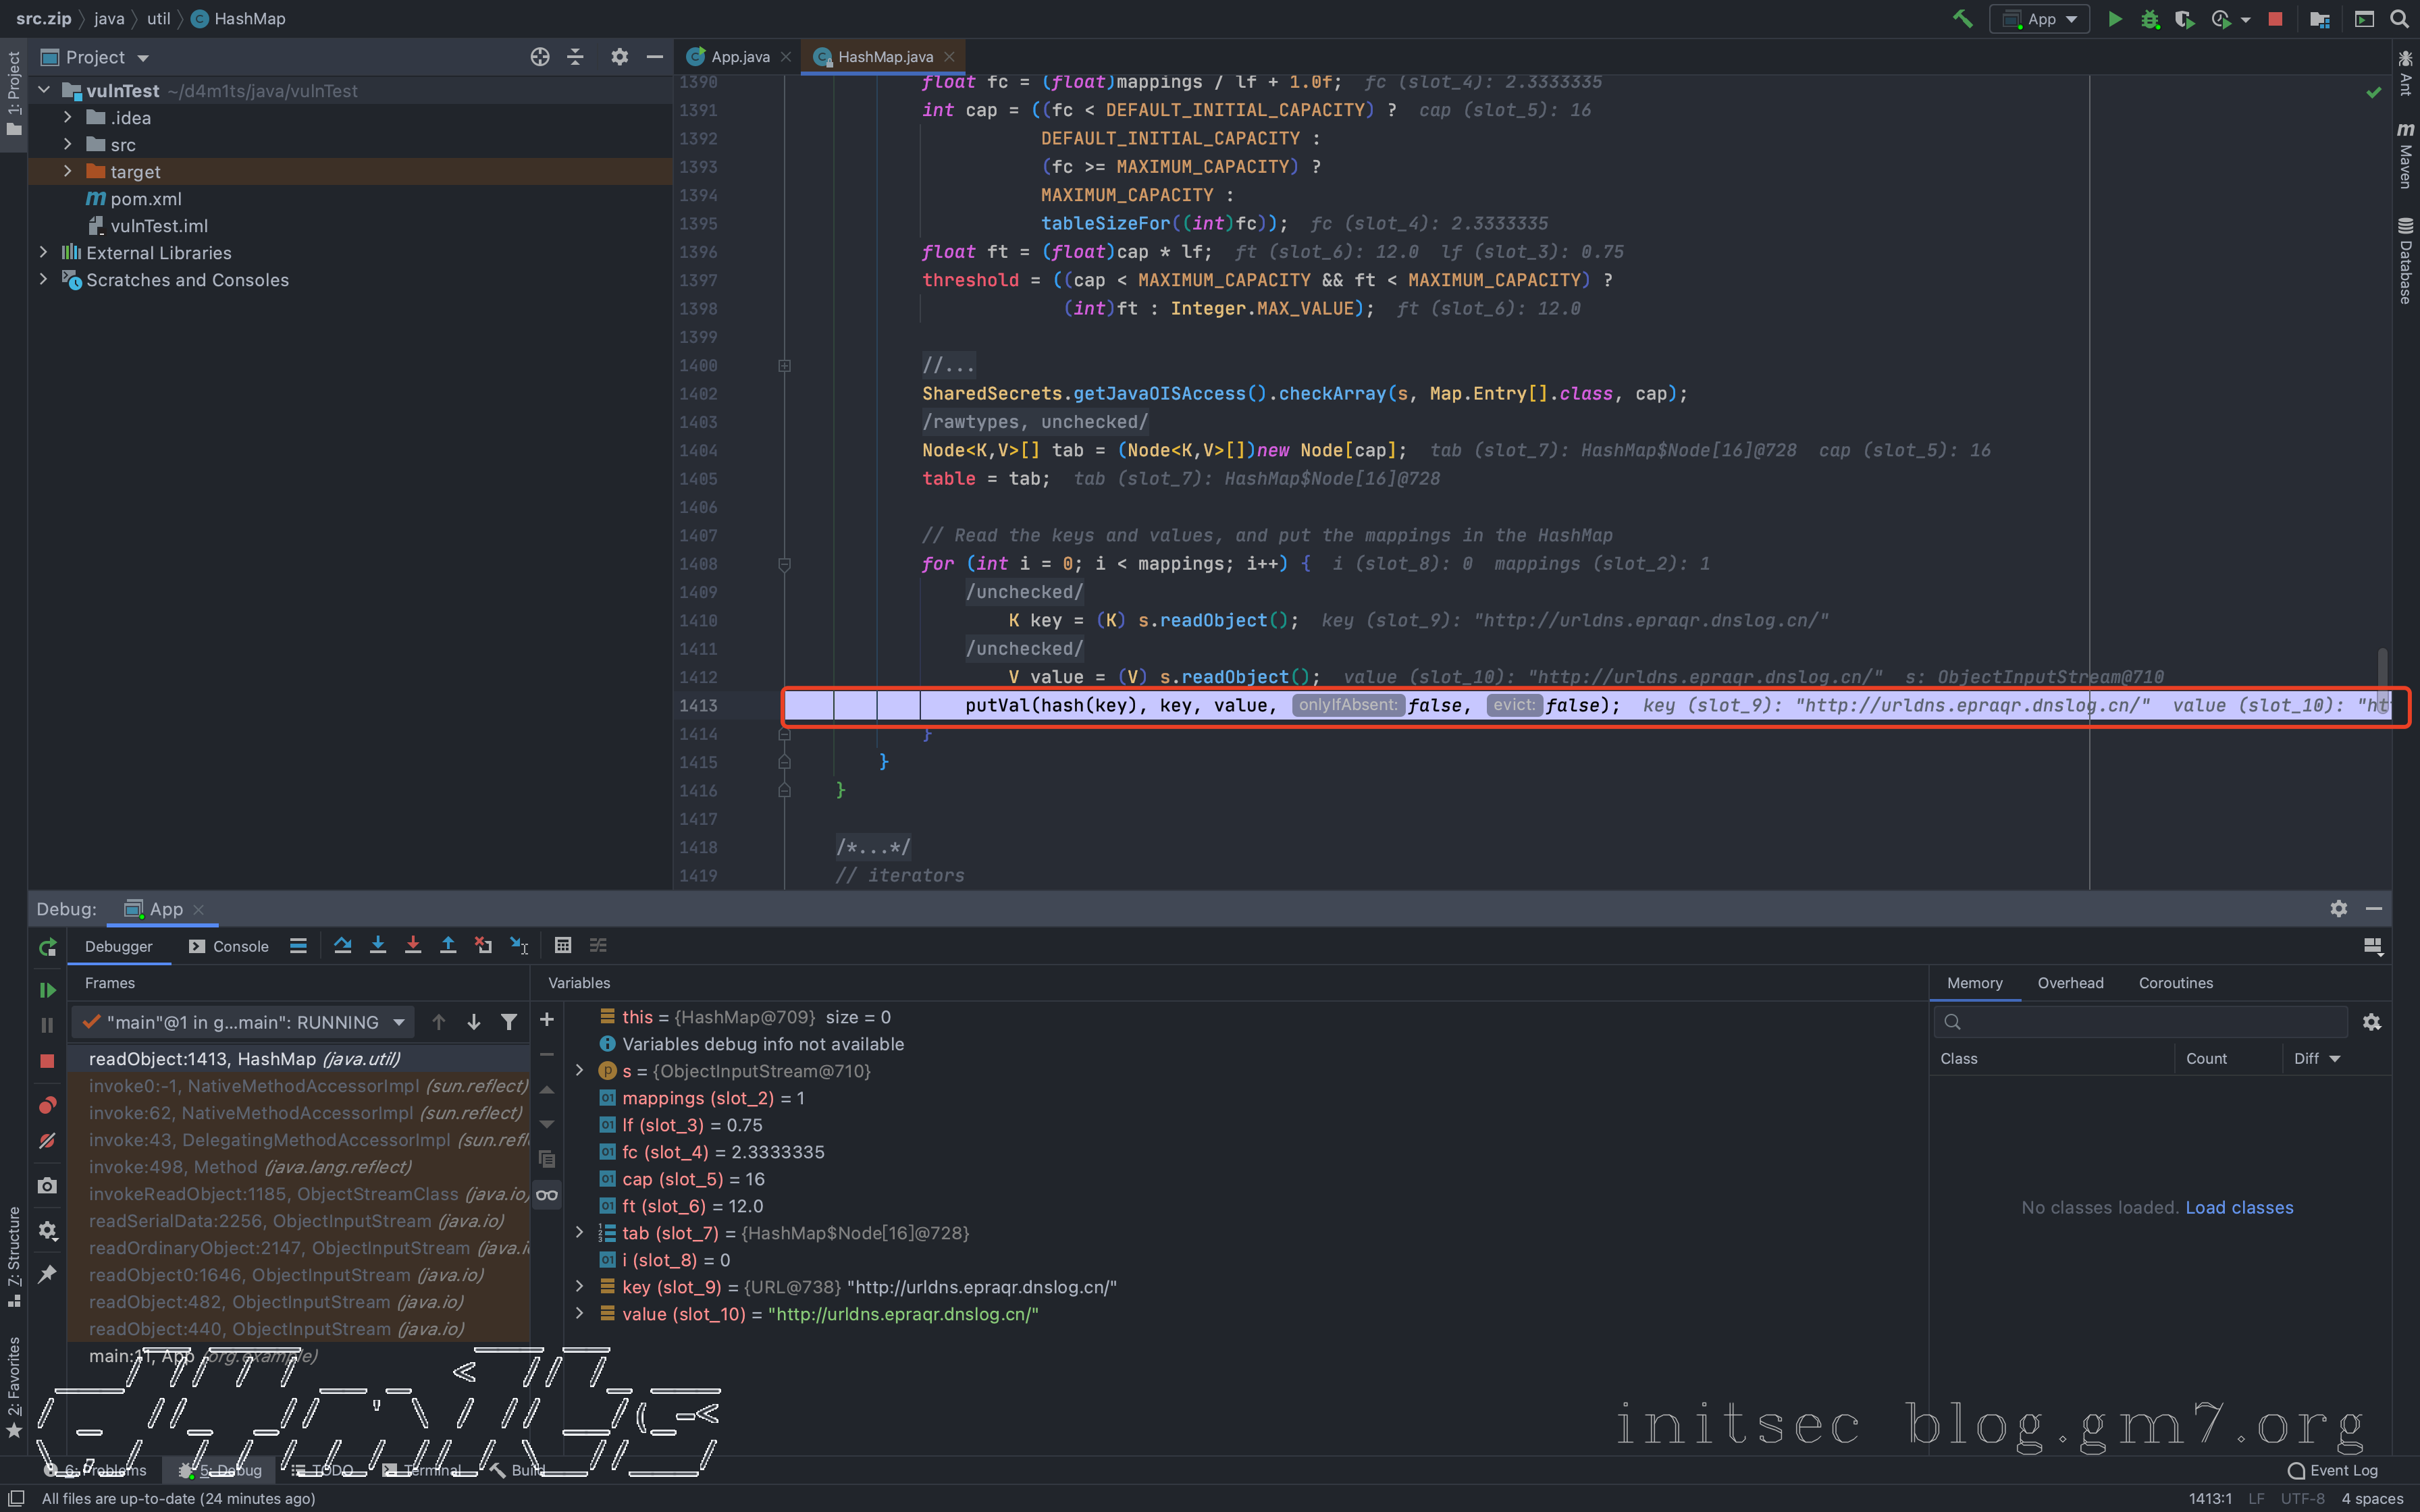 src.zip java util HashMap App
Project
App.java HashMap.java
1: Project
vulnTest ~/d4m1ts/java/vulnTest
.idea
src
target
pom.xml
vulnTest.iml
External Libraries
Scratches and Consoles
1390 float fc = (float)mappings / lf + 1.0f; fc (slot_4): 2.3333335
1391 int cap = ((fc < DEFAULT_INITIAL_CAPACITY) ? cap (slot_5): 16
1392 DEFAULT_INITIAL_CAPACITY :
1393 (fc >= MAXIMUM_CAPACITY) ?
1394 MAXIMUM_CAPACITY :
1395 tableSizeFor((int)fc)); fc (slot_4): 2.3333335
1396 float ft = (float)cap * lf; ft (slot_6): 12.0 lf (slot_3): 0.75
1397 threshold = ((cap < MAXIMUM_CAPACITY && ft < MAXIMUM_CAPACITY) ?
1398 (int)ft : Integer.MAX_VALUE); ft (slot_6): 12.0
1399
1400 //...
1402 SharedSecrets.getJavaOISAccess().checkArray(s, Map.Entry[].class, cap);
1403 /rawtypes, unchecked/
1404 Node<K,V>[] tab = (Node<K,V>[])new Node[cap]; tab (slot_7): HashMap$Node[16]@728 cap (slot_5): 16
1405 table = tab; tab (slot_7): HashMap$Node[16]@728
1406
1407 // Read the keys and values, and put the mappings in the HashMap
1408 for (int i = 0; i < mappings; i++) { i (slot_8): 0 mappings (slot_2): 1
1409 /unchecked/
1410 K key = (K) s.readObject(); key (slot_9): "http://urldns.epraqr.dnslog.cn/"
1411 /unchecked/
1412 V value = (V) s.readObject(); value (slot_10): "http://urldns.epraqr.dnslog.cn/" s: ObjectInputStream@710
1413 putVal(hash(key), key, value, onlyIfAbsent: false, evict: false); key (slot_9): "http://urldns.epraqr.dnslog.cn/" value (slot_10): "ht
1414 }
1415 }
1416 }
1417
1418 /*...*/
1419 // iterators
Ant
Maven
Database
Debug: App
Debugger Console
Frames
"main"@1 in g...main": RUNNING
readObject:1413, HashMap (java.util)
invoke0:-1, NativeMethodAccessorImpl (sun.reflect)
invoke:62, NativeMethodAccessorImpl (sun.reflect)
invoke:43, DelegatingMethodAccessorImpl (sun.refl
invoke:498, Method (java.lang.reflect)
invokeReadObject:1185, ObjectStreamClass (java.io)
readSerialData:2256, ObjectInputStream (java.io)
readOrdinaryObject:2147, ObjectInputStream (java.i
readObject0:1646, ObjectInputStream (java.io)
readObject:482, ObjectInputStream (java.io)
readObject:440, ObjectInputStream (java.io)
main:11, App (org.example)
Variables
this = {HashMap@709} size = 0
Variables debug info not available
s = {ObjectInputStream@710}
mappings (slot_2) = 1
lf (slot_3) = 0.75
fc (slot_4) = 2.3333335
cap (slot_5) = 16
ft (slot_6) = 12.0
tab (slot_7) = {HashMap$Node[16]@728}
i (slot_8) = 0
key (slot_9) = {URL@738} "http://urldns.epraqr.dnslog.cn/"
value (slot_10) = "http://urldns.epraqr.dnslog.cn/"
Memory Overhead Coroutines
Class Count Diff
No classes loaded. Load classes
7: Structure
2: Favorites
initsec blog.gm7.org
6: Problems 5: Debug TODO Terminal Build Event Log
All files are up-to-date (24 minutes ago) 1413:1 LF UTF-8 4 spaces